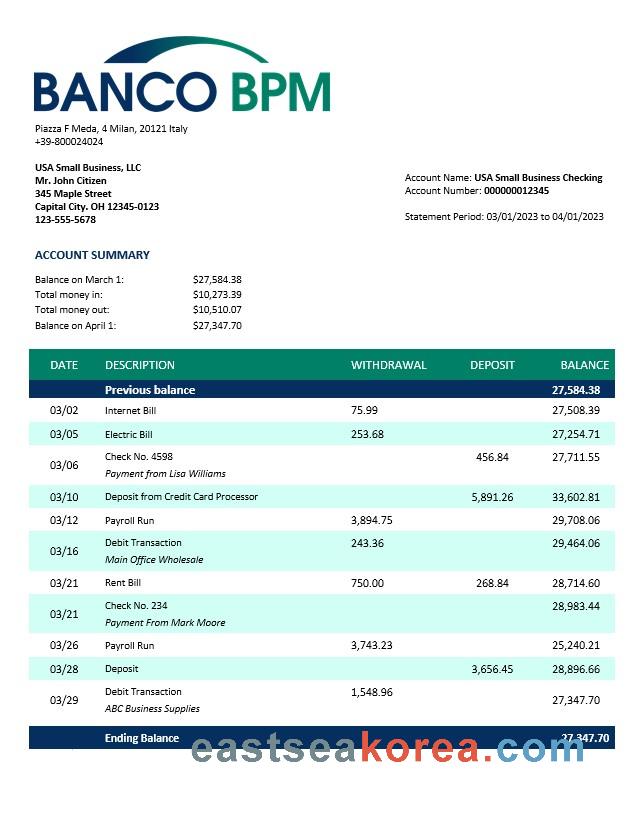 BANCO BPM
Piazza F Meda, 4 Milan, 20121 Italy
+39-800024024
USA Small Business, LLC
Mr. John Citizen
345 Maple Street
Capital City. OH 12345-0123
123-555-5678
Account Name: USA Small Business Checking
Account Number: 000000012345
Statement Period: 03/01/2023 to 04/01/2023
ACCOUNT SUMMARY
Balance on March 1: $27,584.38
Total money in: $10,273.39
Total money out: $10,510.07
Balance on April 1: $27,347.70
DATE DESCRIPTION WITHDRAWAL DEPOSIT BALANCE
Previous balance 27,584.38
03/02 Internet Bill 75.99 27,508.39
03/05 Electric Bill 253.68 27,254.71
03/06 Check No. 4598 456.84 27,711.55
Payment from Lisa Williams
03/10 Deposit from Credit Card Processor 5,891.26 33,602.81
03/12 Payroll Run 3,894.75 29,708.06
03/16 Debit Transaction 243.36 29,464.06
Main Office Wholesale
03/21 Rent Bill 750.00 268.84 28,714.60
03/21 Check No. 234 28,983.44
Payment From Mark Moore
03/26 Payroll Run 3,743.23 25,240.21
03/28 Deposit 3,656.45 28,896.66
03/29 Debit Transaction 1,548.96 27,347.70
ABC Business Supplies
Ending Balance 27,347.70
eastseakorea.com